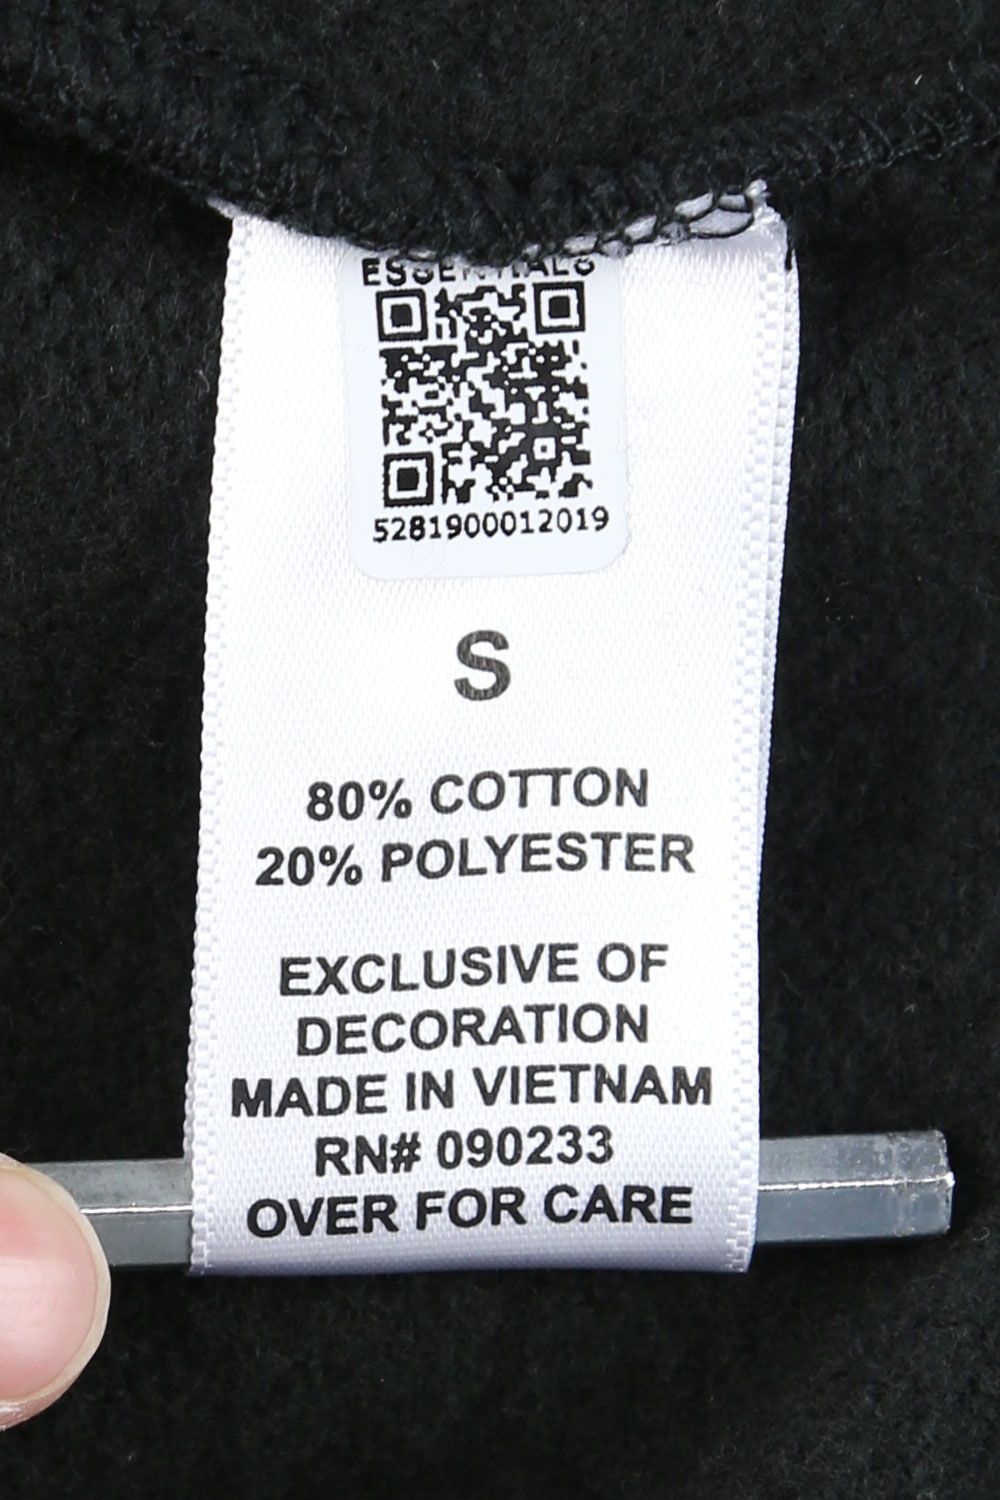 ESSENTIALS
5281900012019
S
80% COTTON
20% POLYESTER
EXCLUSIVE OF
DECORATION
MADE IN VIETNAM
RN# 090233
OVER FOR CARE